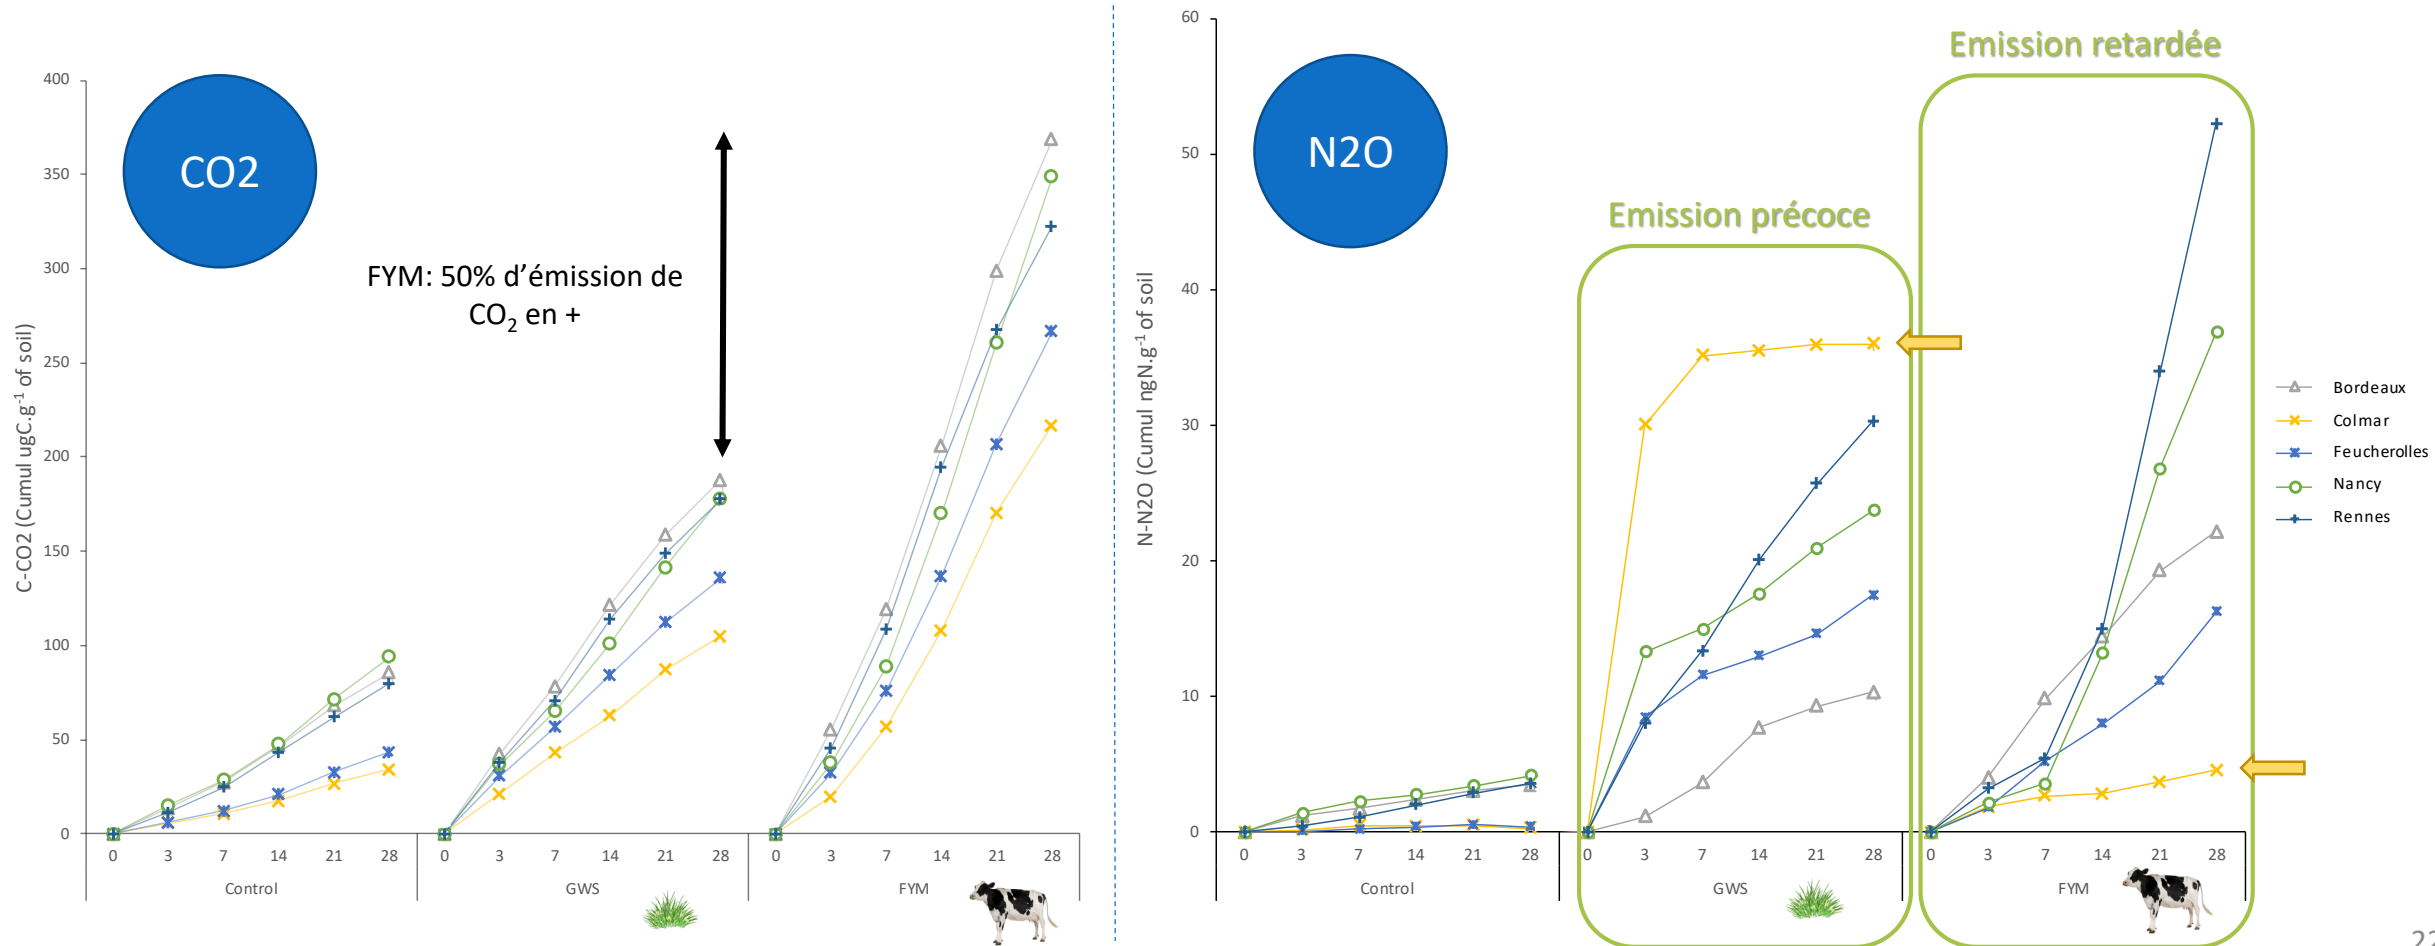 CO2
FYM: 50% d'émission de
CO2 en +
C-CO2 (Cumul ugC.g-1 of soil)
400
350
300
250
200
150
100
50
0
0 3 7 14 21 28
0 3 7 14 21 28
0 3 7 14 21 28
Control GWS FYM
N2O
Emission précoce
Emission retardée
N-N2O (Cumul ngN.g-1 of soil
60
50
40
30
20
10
0
0 3 7 14 21 28
0 3 7 14 21 28
0 3 7 14 21 28
Control GWS FYM
Bordeaux
Colmar
Feucherolles
Nancy
Rennes